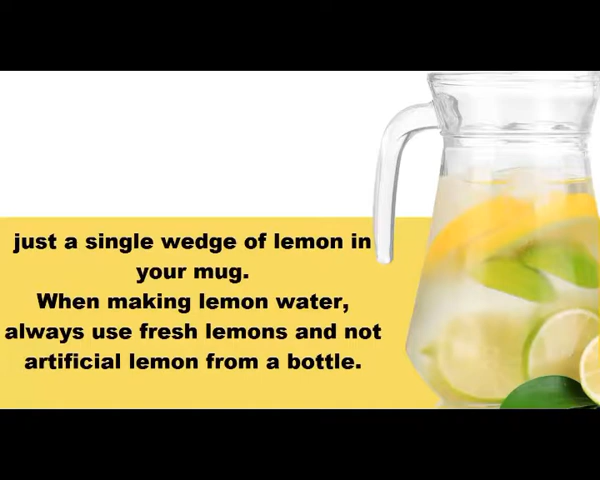 just a single wedge of lemon in
your mug.
When making lemon water,
always use fresh lemons and not
artificial lemon from a bottle.